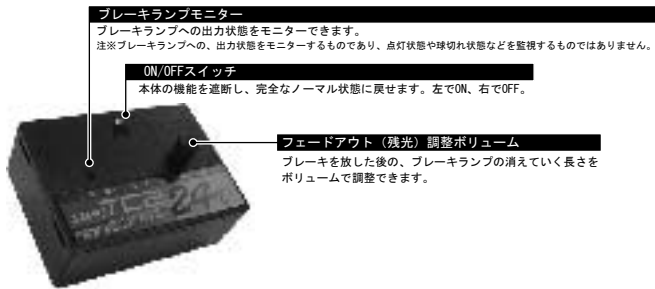 ブレーキランプモニター
ブレーキランプへの出力状態をモニターできます。
注※ブレーキランプへの、出力状態をモニターするものであり、点灯状態や球切れ状態などを監視するものではありません。
ON/OFFスイッチ
本体の機能を遮断し、完全なノーマル状態に戻せます。左でON、右でOFF。
フェードアウト（残光）調整ボリューム
ブレーキを放した後の、ブレーキランプの消えていく長さを
ボリュームで調整できます。
24